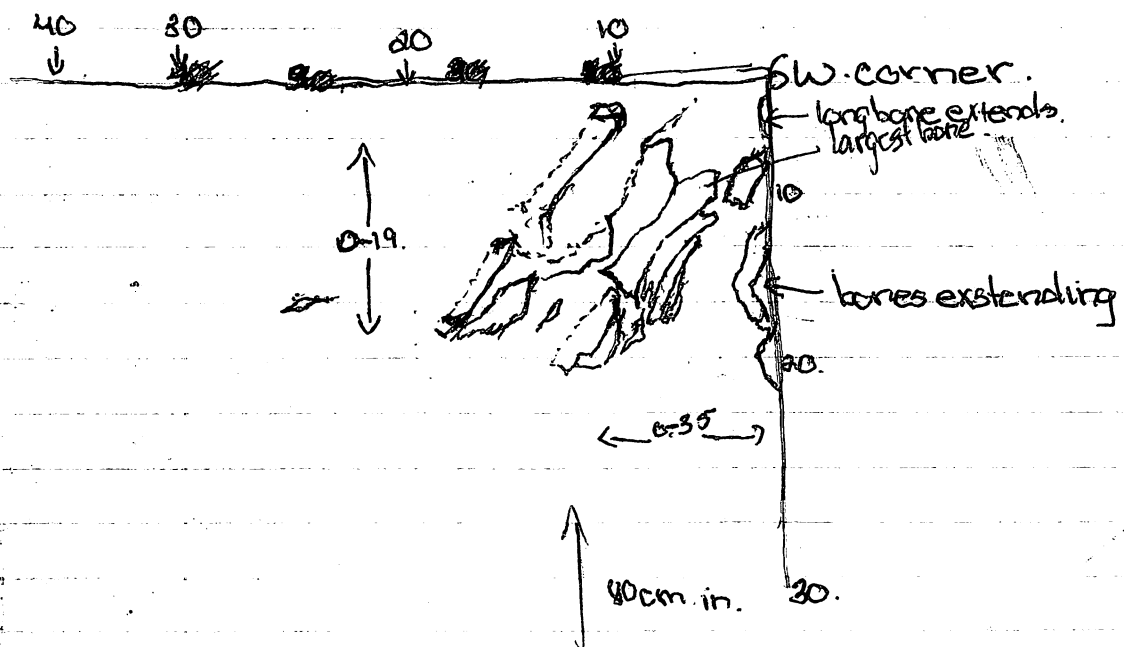 40 30 20 10
SW. corner.
long bone extends.
largest bone.
10
0-19.
bones exstending
20.
0-35
80cm in.
30.